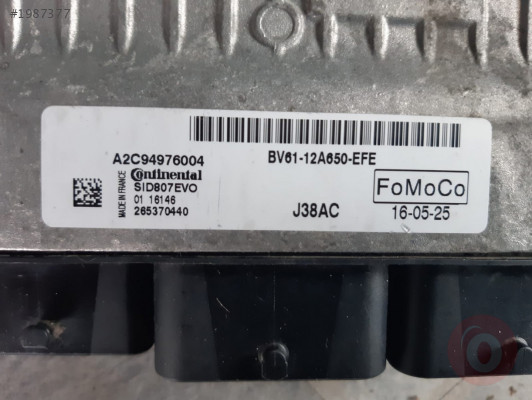 #1987377
A2C94976004
BV61-12A650-EFE
MADE IN FRANCE
Continental
SID807EVO
01 16146
265370440
J38AC
FoMoCo
16-05-25